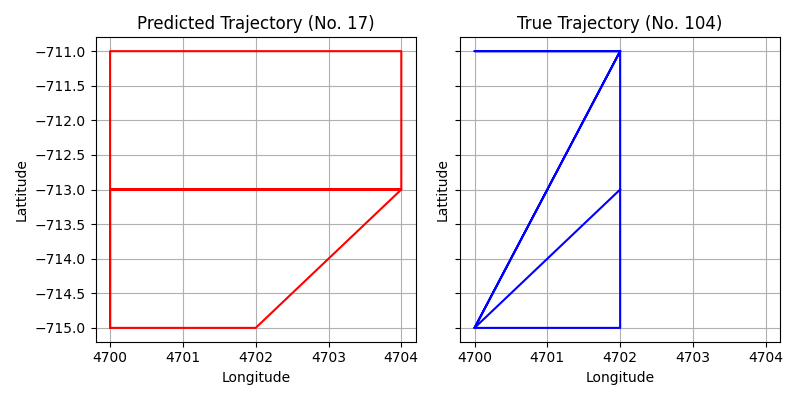 Predicted Trajectory (No. 17)
True Trajectory (No. 104)
Lattitude
−711.0
−711.5
−712.0
−712.5
−713.0
−713.5
−714.0
−714.5
−715.0
4700 4701 4702 4703 4704
Longitude
Lattitude
4700 4701 4702 4703 4704
Longitude